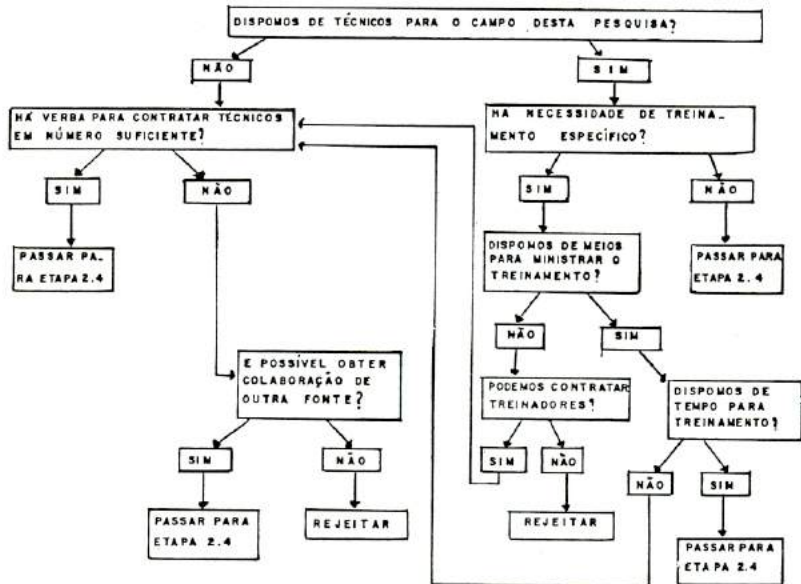 DISPOMOS DE TÉCNICOS PARA O CAMPO DESTA PESQUISA?
NÃO
SIM
HÁ VERBA PARA CONTRATAR TÉCNICOS
EM NÚMERO SUFICIENTE?
HA NECESSIDADE DE TREINA_
MENTO ESPECÍFICO?
SIM
NÃO
SIM
NÃO
PASSAR PA_
RA ETAPA 2.4
DISPOMOS DE MEIOS
PARA MINISTRAR O
TREINAMENTO?
PASSAR PARA
ETAPA 2.4
NÃO
SIM
E POSSÍVEL OBTER
COLABORAÇÃO DE
OUTRA FONTE?
PODEMOS CONTRATAR
TREINADORES?
DISPOMOS DE
TEMPO PARA
TREINAMENTO?
SIM
NÃO
SIM
NÃO
NÃO
SIM
PASSAR PARA
ETAPA 2.4
REJEITAR
REJEITAR
PASSAR PARA
ETAPA 2.4